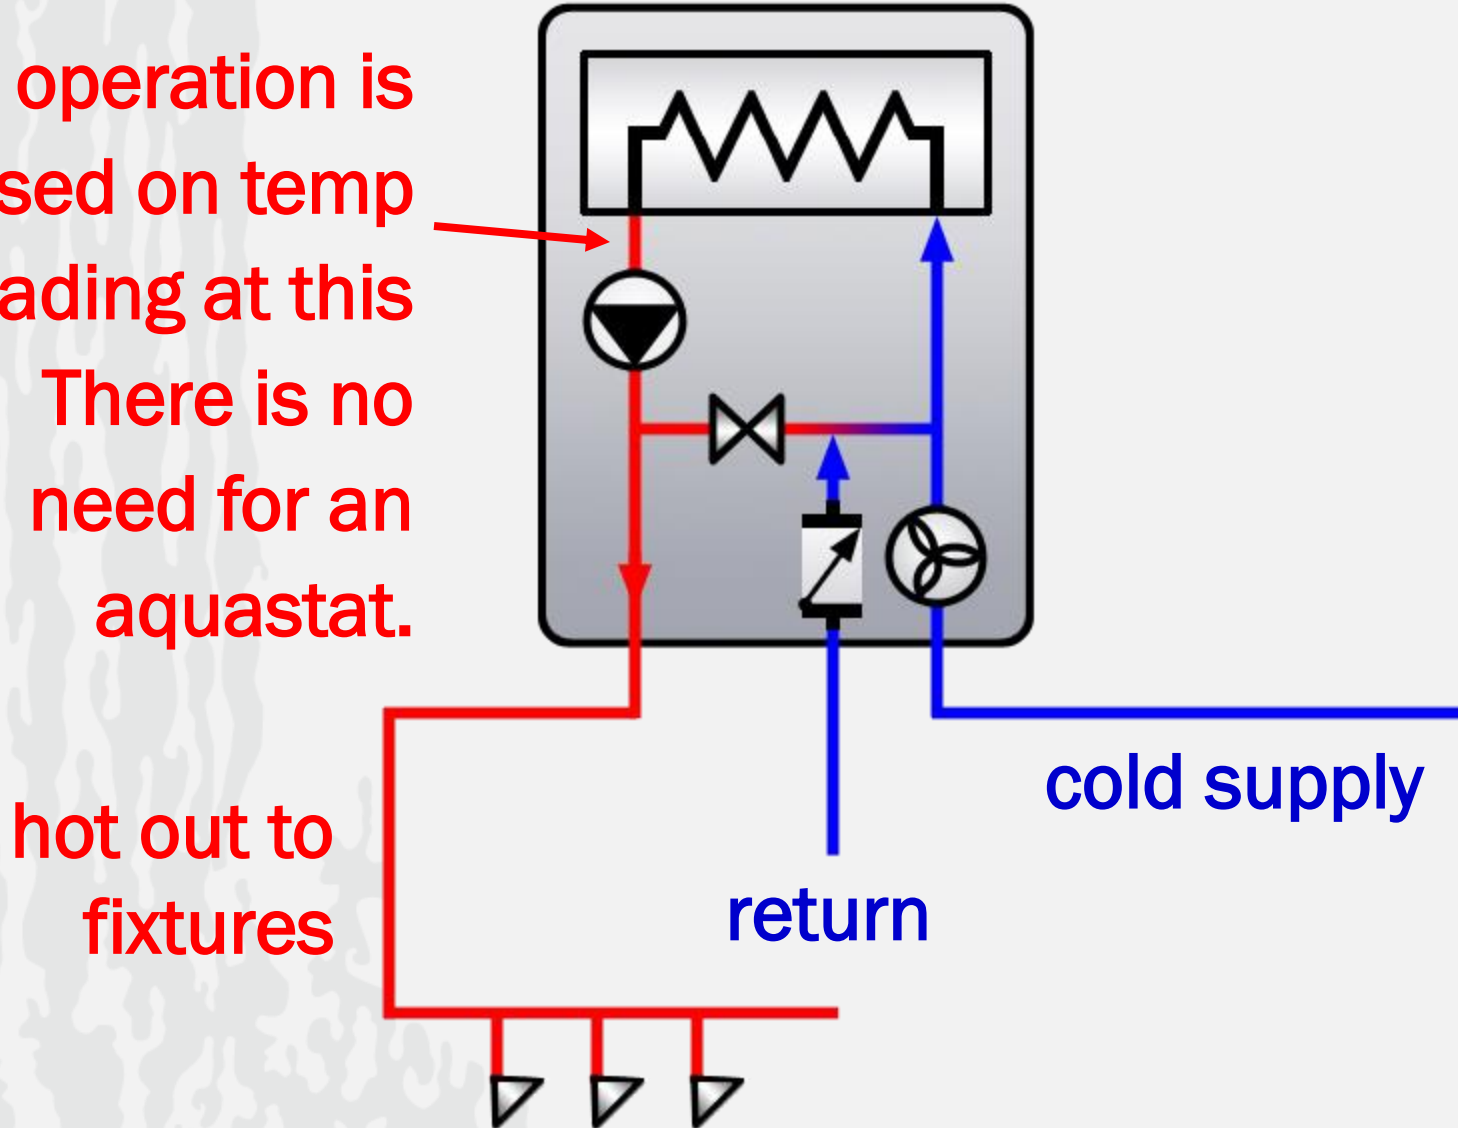 operation is
sed on temp
ading at this
There is no
need for an
aquastat.
hot out to
fixtures
return
cold supply